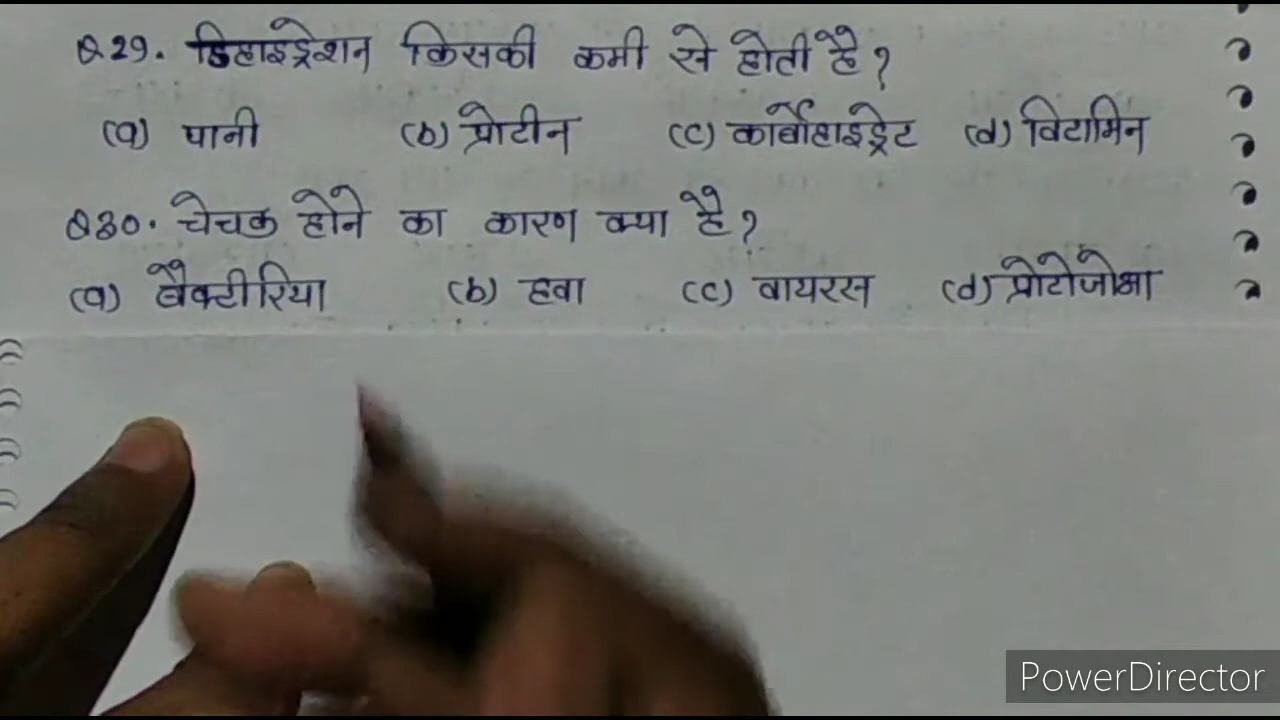 Q29. डिहाइड्रेशन किसकी कमी से होती है?
(a) पानी (b) प्रोटीन (c) कार्बोहाइड्रेट (d) विटामिन
Q30. चेचक होने का कारण क्या है?
(a) बैक्टीरिया (b) हवा (c) वायरस (d) प्रोटोजोआ
PowerDirector